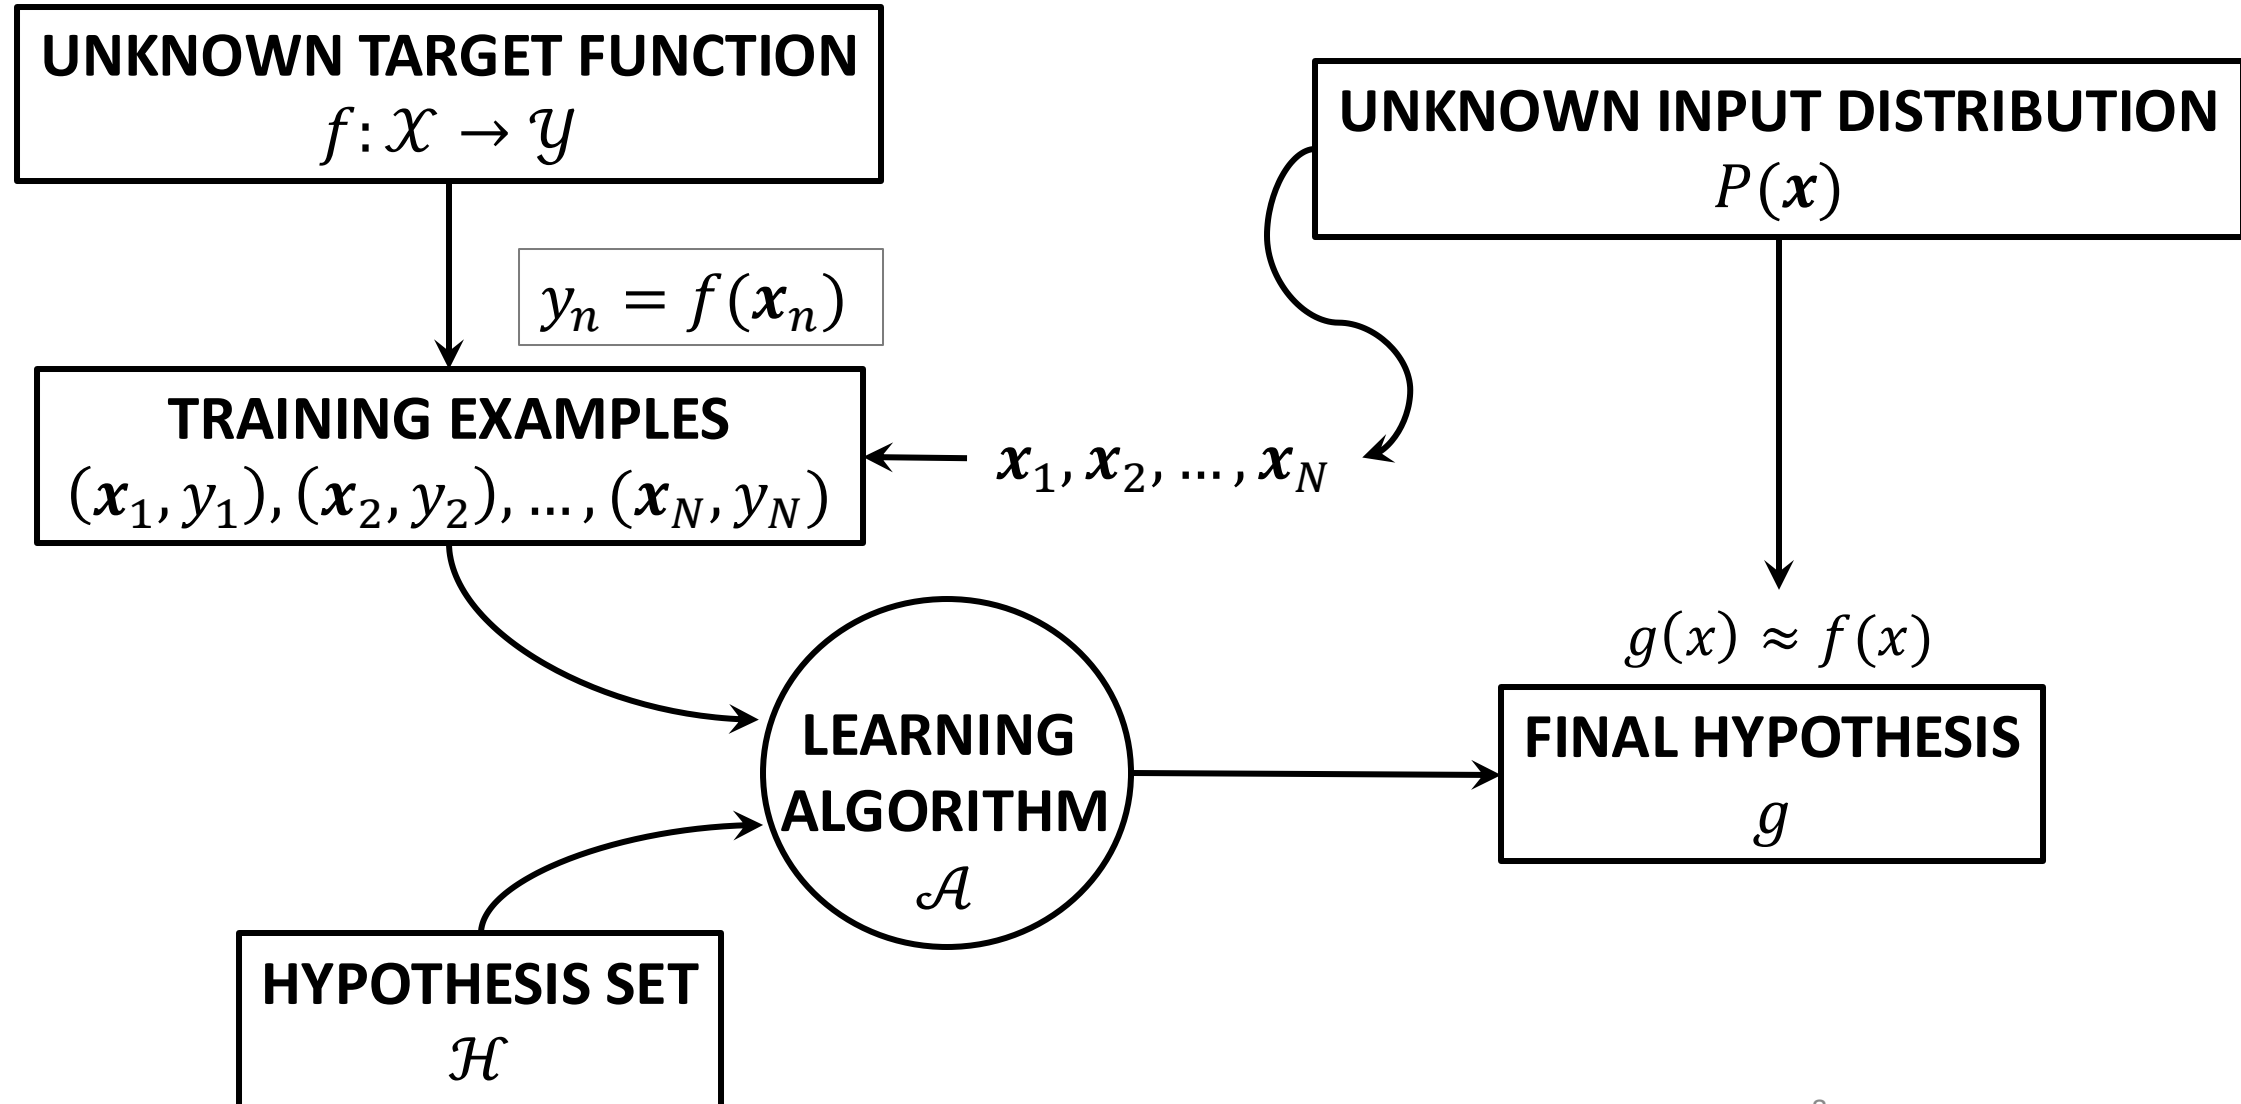 UNKNOWN TARGET FUNCTION
f: 𝒳 → 𝒴
UNKNOWN INPUT DISTRIBUTION
P(𝒙)
yₙ = f(𝒙ₙ)
TRAINING EXAMPLES
(𝒙₁, y₁), (𝒙₂, y₂), … , (𝒙_N, y_N)
𝒙₁, 𝒙₂, … , 𝒙_N
g(x) ≈ f(x)
LEARNING
ALGORITHM
𝒜
FINAL HYPOTHESIS
g
HYPOTHESIS SET
ℋ